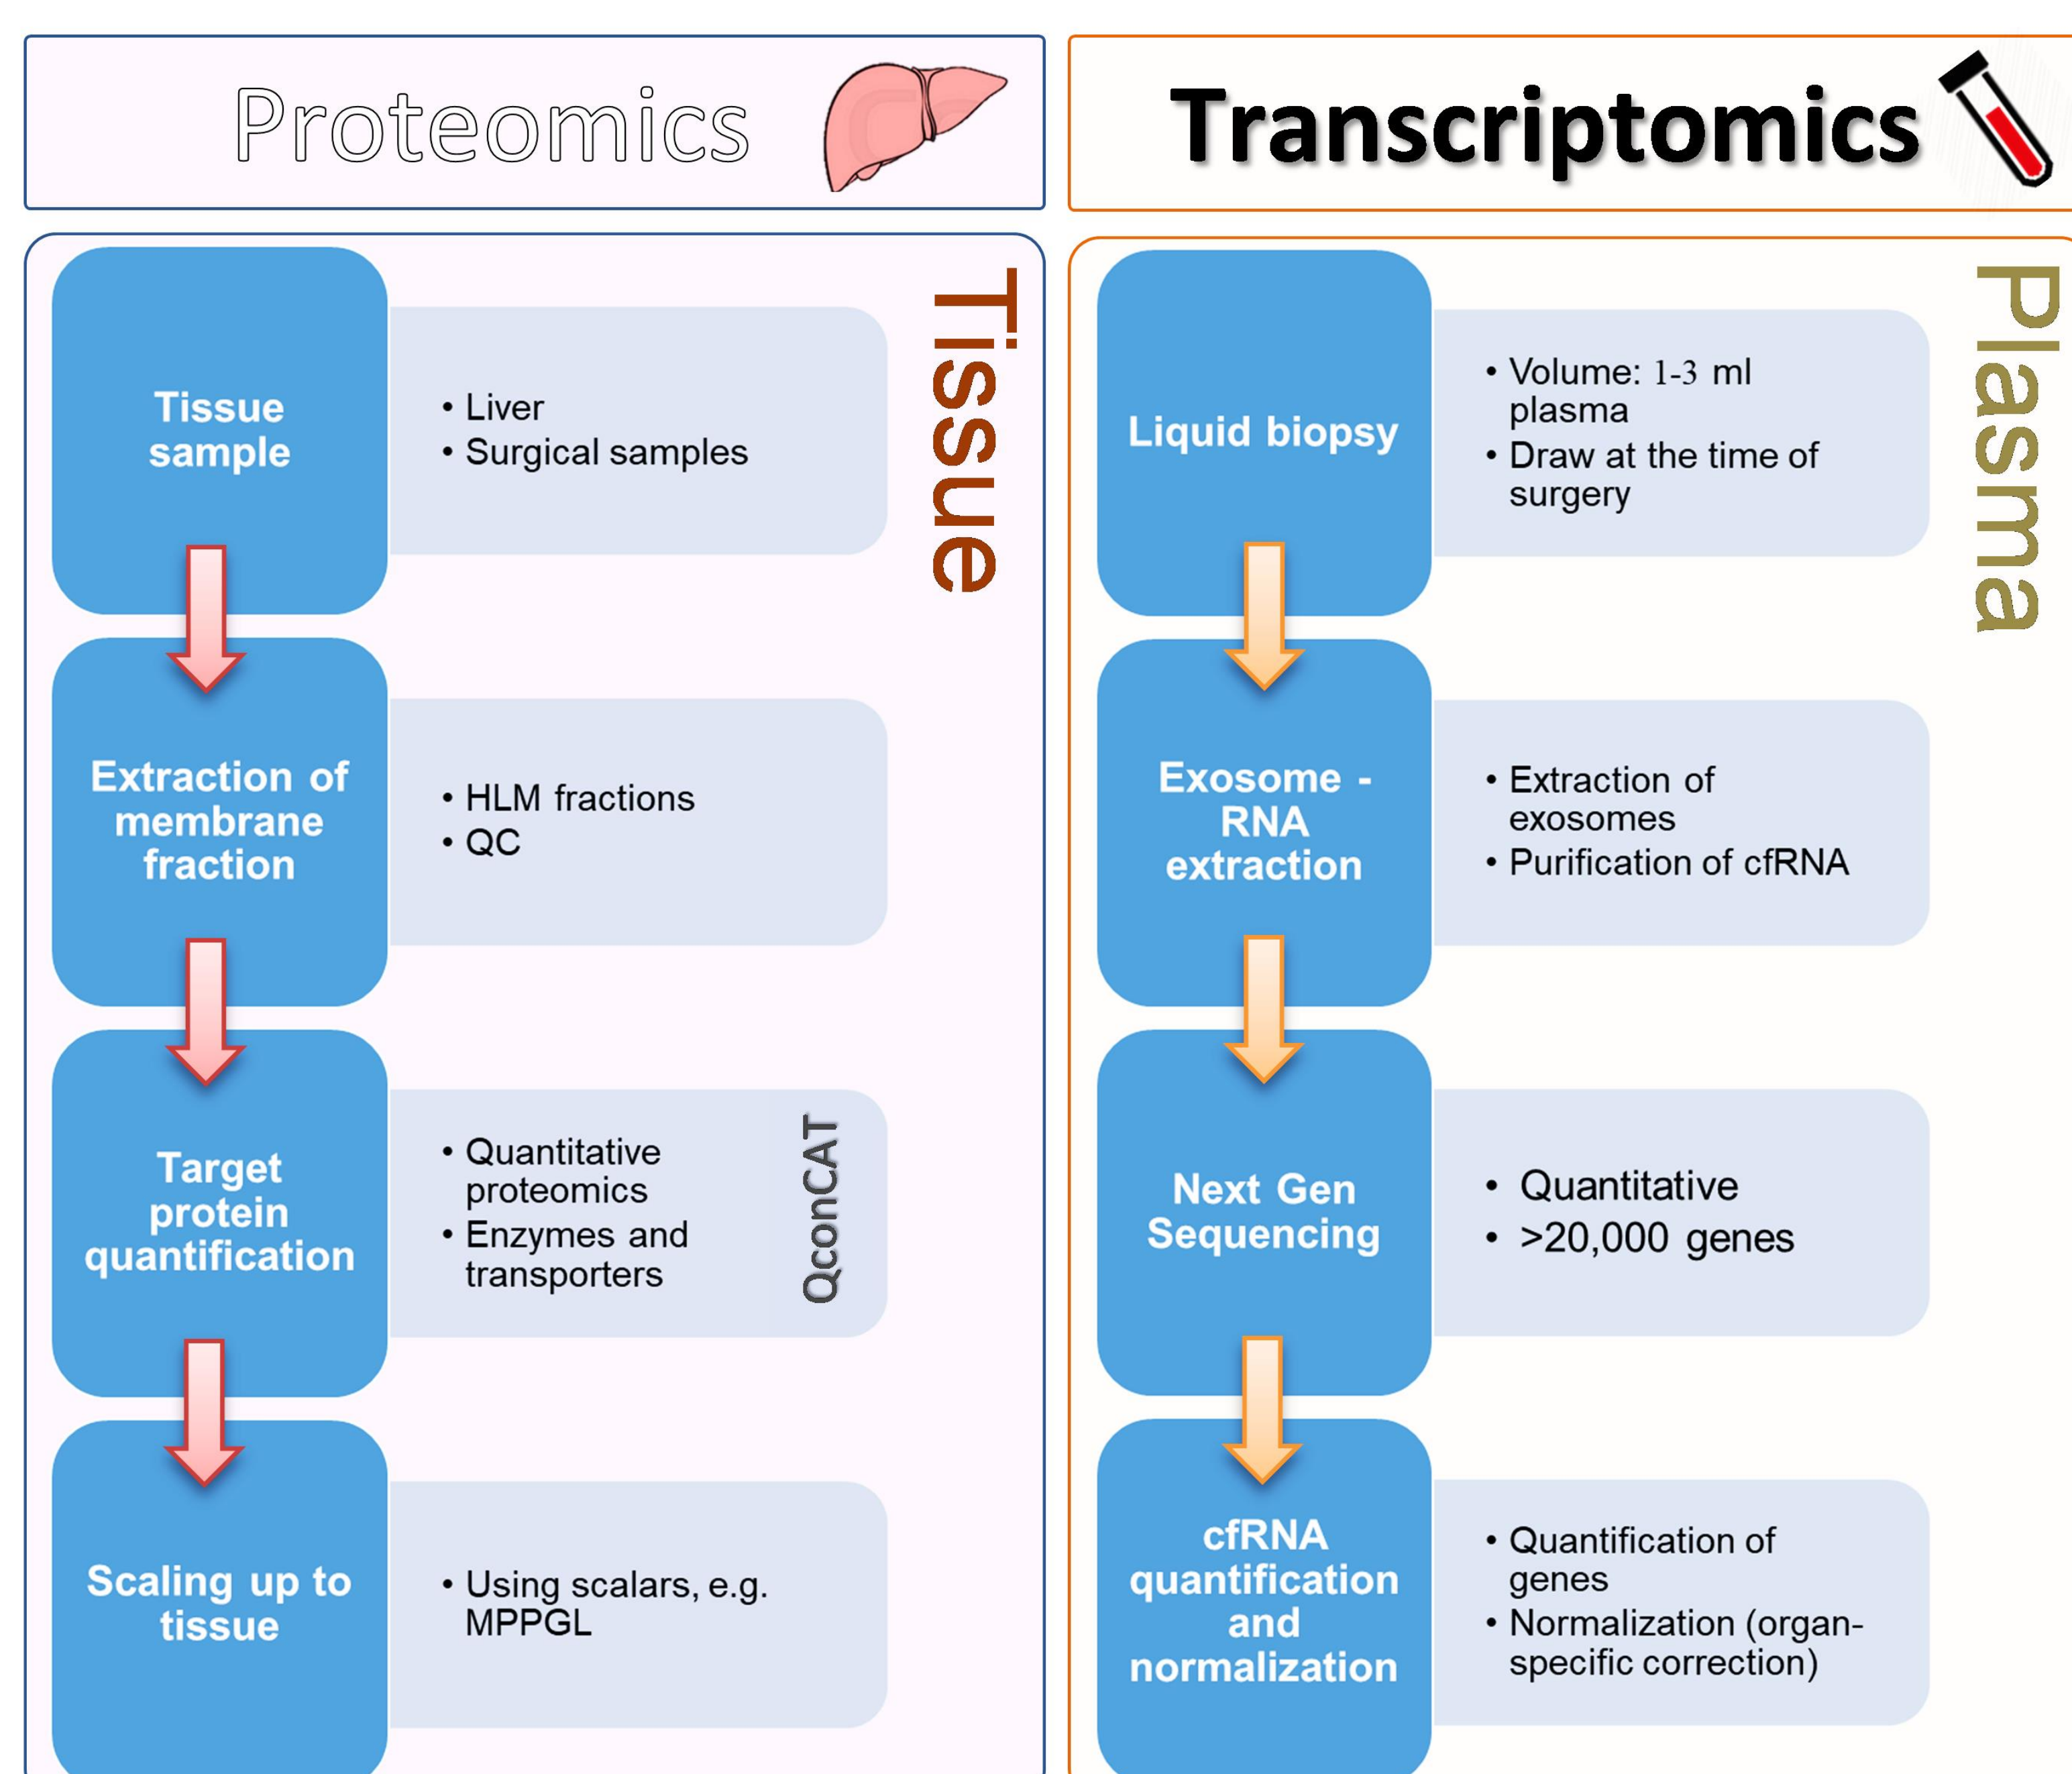 Proteomics
Tissue
Tissue
sample
• Liver
• Surgical samples
Extraction of
membrane
fraction
• HLM fractions
• QC
Target
protein
quantification
• Quantitative
proteomics
• Enzymes and
transporters
QconCAT
Scaling up to
tissue
• Using scalars, e.g.
MPPGL
Transcriptomics
Plasma
Liquid biopsy
• Volume: 1-3 ml
plasma
• Draw at the time of
surgery
Exosome -
RNA
extraction
• Extraction of
exosomes
• Purification of cfRNA
Next Gen
Sequencing
• Quantitative
• >20,000 genes
cfRNA
quantification
and
normalization
• Quantification of
genes
• Normalization (organ-
specific correction)